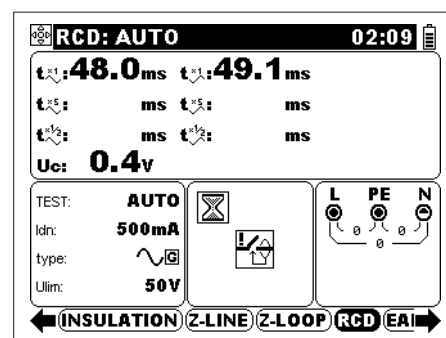 RCD: AUTO 02:09
t×1:48.0ms t×1:49.1ms
t×5: ms t×5: ms
t×½: ms t×½: ms
Uc: 0.4V
TEST: AUTO
Idn: 500mA
type: G
Ulim: 50V
L PE N
0 0
0
INSULATION Z-LINE Z-LOOP RCD EA